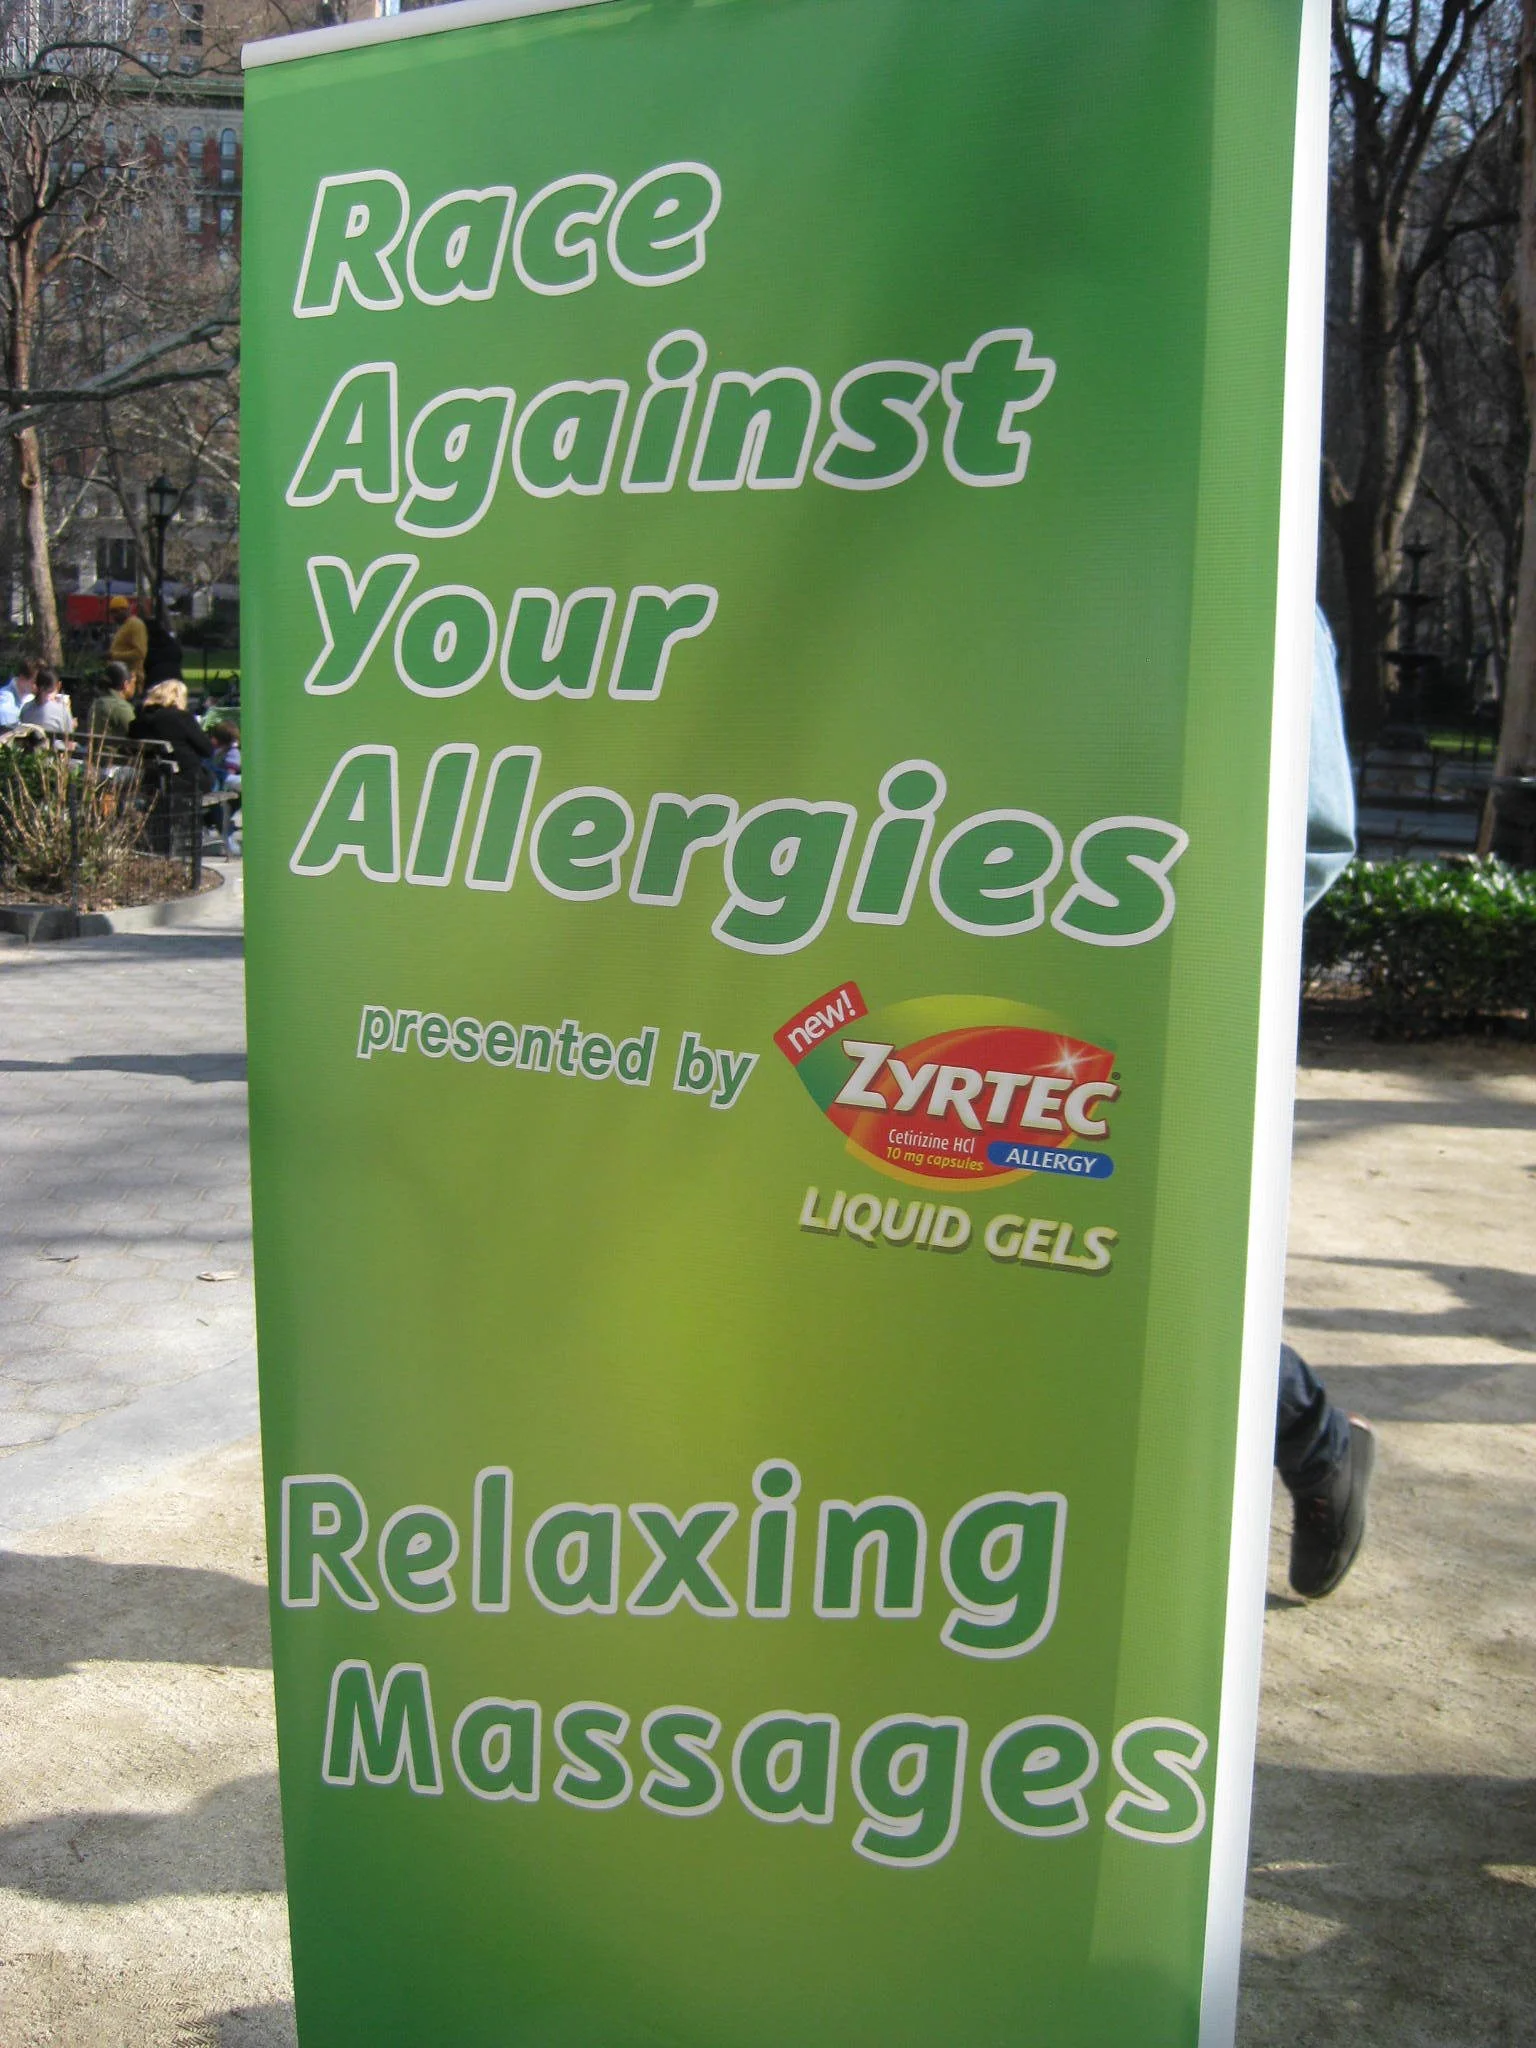 Race
Against
Your
Allergies
presented by
new!
ZYRTEC®
Cetirizine HCl
10 mg capsules
ALLERGY
LIQUID GELS
Relaxing
Massages